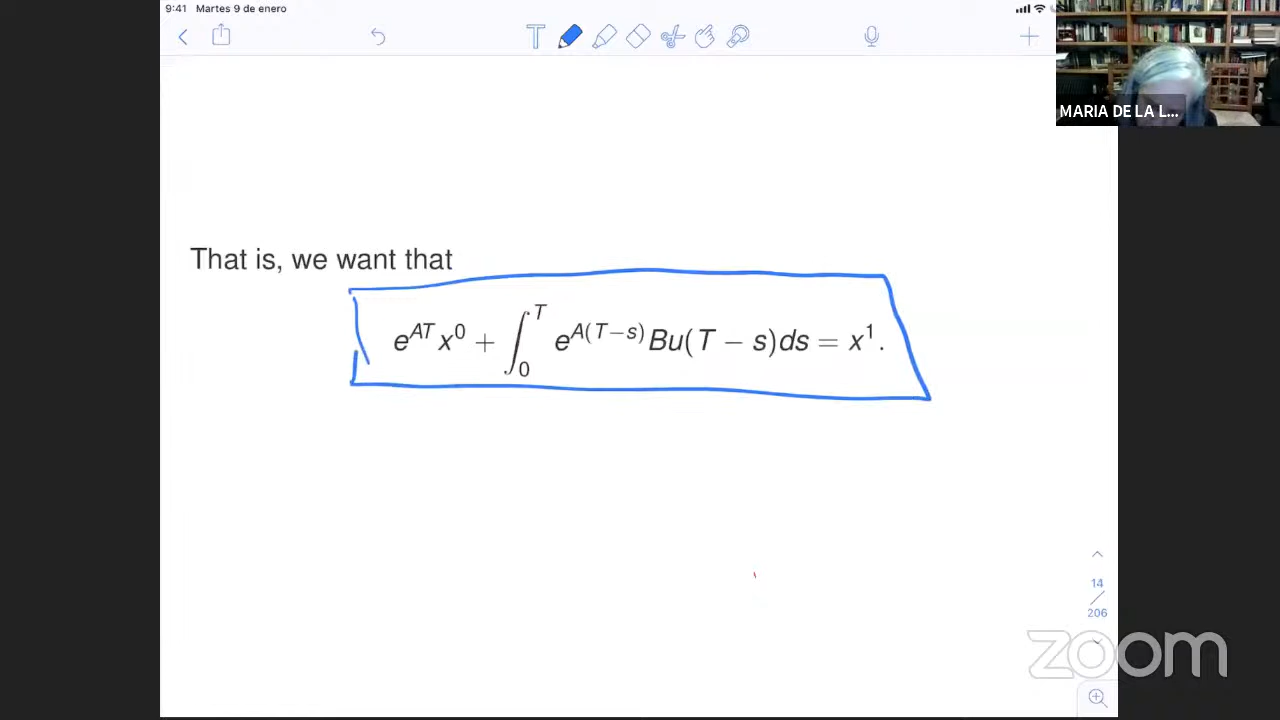 9:41 Martes 9 de enero
MARIA DE LA L...
That is, we want that
e^{AT}x^0 + ∫_0^T e^{A(T−s)}Bu(T − s)ds = x^1.
14
206
zoom